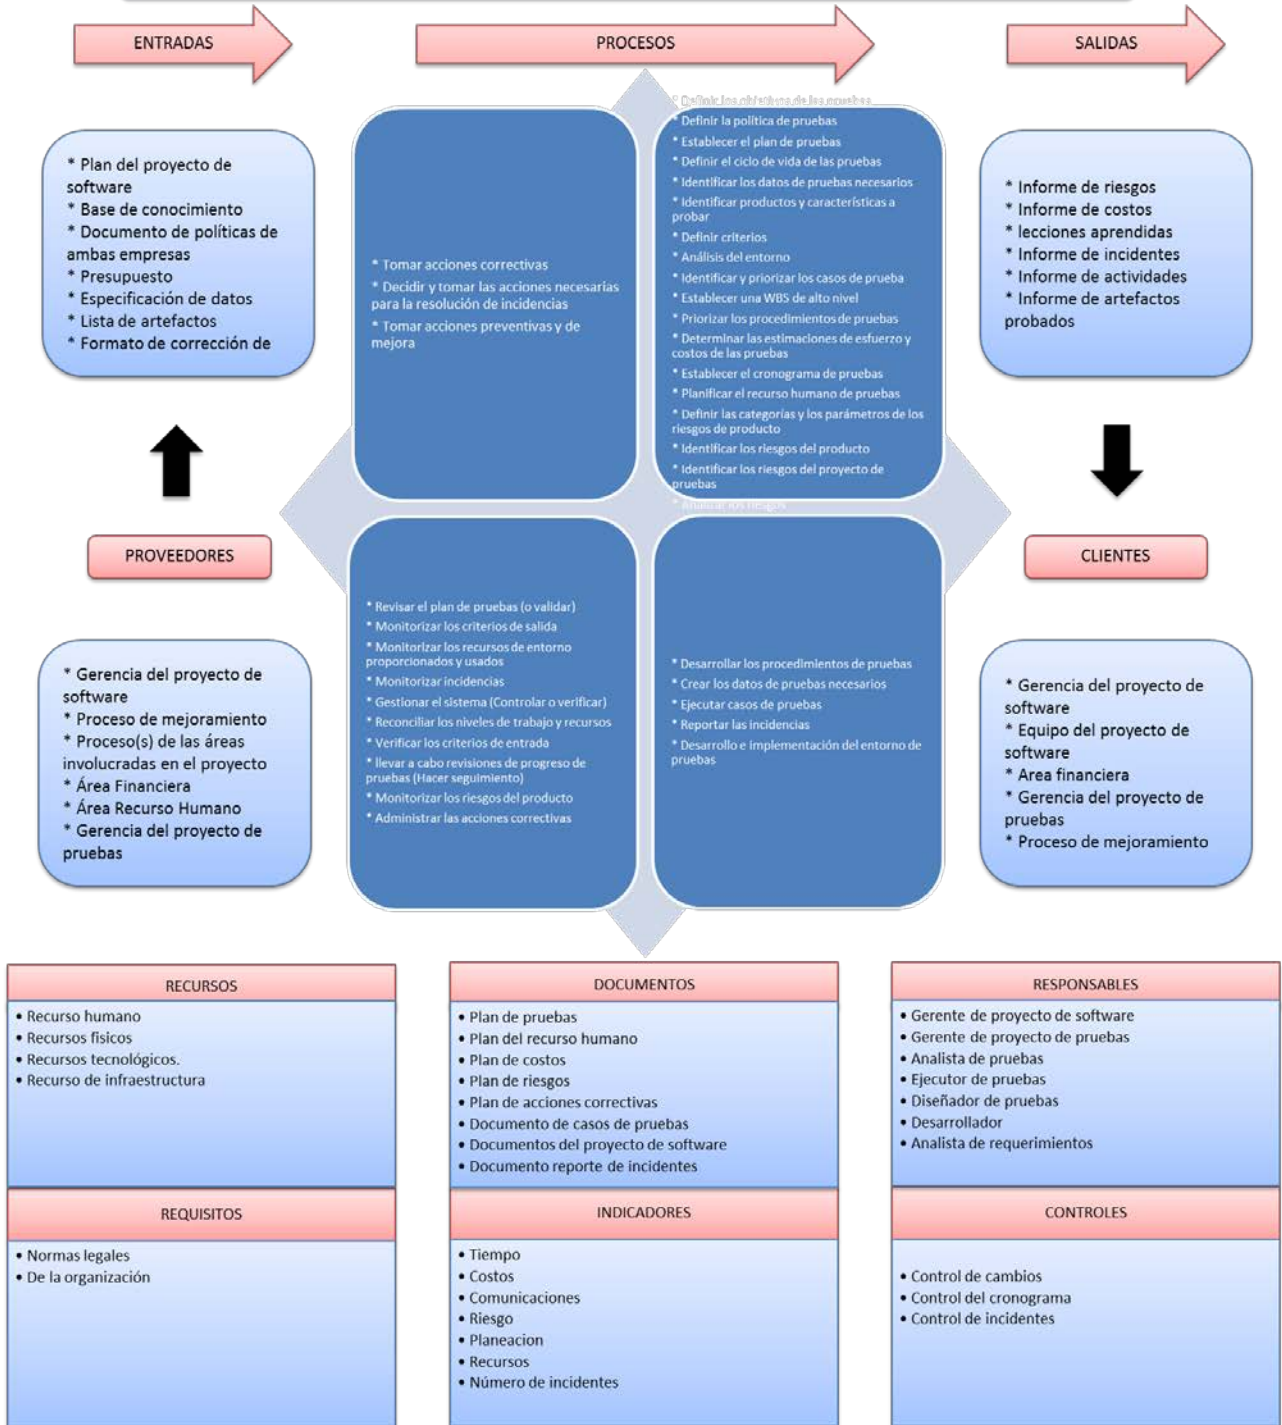 ENTRADAS
PROCESOS
SALIDAS
* Plan del proyecto de
software
* Base de conocimiento
* Documento de políticas de
ambas empresas
* Presupuesto
* Especificación de datos
* Lista de artefactos
* Formato de corrección de
* Tomar acciones correctivas
* Decidir y tomar las acciones necesarias
para la resolución de incidencias
* Tomar acciones preventivas y de
mejora
* Definir los objetivos de las pruebas
* Definir la política de pruebas
* Establecer el plan de pruebas
* Definir el ciclo de vida de las pruebas
* Identificar los datos de pruebas necesarios
* Identificar productos y características a
probar
* Definir criterios
* Análisis del entorno
* Identificar y priorizar los casos de prueba
* Establecer una WBS de alto nivel
* Priorizar los procedimientos de pruebas
* Determinar las estimaciones de esfuerzo y
costos de las pruebas
* Establecer el cronograma de pruebas
* Planificar el recurso humano de pruebas
* Definir las categorías y los parámetros de los
riesgos de producto
* Identificar los riesgos del producto
* Identificar los riesgos del proyecto de
pruebas
* Analizar los riesgos
* Informe de riesgos
* Informe de costos
* lecciones aprendidas
* Informe de incidentes
* Informe de actividades
* Informe de artefactos
probados
PROVEEDORES
CLIENTES
* Gerencia del proyecto de
software
* Proceso de mejoramiento
* Proceso(s) de las áreas
involucradas en el proyecto
* Área Financiera
* Área Recurso Humano
* Gerencia del proyecto de
pruebas
* Revisar el plan de pruebas (o validar)
* Monitorizar los criterios de salida
* Monitorizar los recursos de entorno
proporcionados y usados
* Monitorizar incidencias
* Gestionar el sistema (Controlar o verificar)
* Reconciliar los niveles de trabajo y recursos
* Verificar los criterios de entrada
* llevar a cabo revisiones de progreso de
pruebas (Hacer seguimiento)
* Monitorizar los riesgos del producto
* Administrar las acciones correctivas
* Desarrollar los procedimientos de pruebas
* Crear los datos de pruebas necesarios
* Ejecutar casos de pruebas
* Reportar las incidencias
* Desarrollo e implementación del entorno de
pruebas
* Gerencia del proyecto de
software
* Equipo del proyecto de
software
* Area financiera
* Gerencia del proyecto de
pruebas
* Proceso de mejoramiento
RECURSOS
• Recurso humano
• Recursos físicos
• Recursos tecnológicos.
• Recurso de infraestructura
DOCUMENTOS
• Plan de pruebas
• Plan del recurso humano
• Plan de costos
• Plan de riesgos
• Plan de acciones correctivas
• Documento de casos de pruebas
• Documentos del proyecto de software
• Documento reporte de incidentes
RESPONSABLES
• Gerente de proyecto de software
• Gerente de proyecto de pruebas
• Analista de pruebas
• Ejecutor de pruebas
• Diseñador de pruebas
• Desarrollador
• Analista de requerimientos
REQUISITOS
• Normas legales
• De la organización
INDICADORES
• Tiempo
• Costos
• Comunicaciones
• Riesgo
• Planeacion
• Recursos
• Número de incidentes
CONTROLES
• Control de cambios
• Control del cronograma
• Control de incidentes